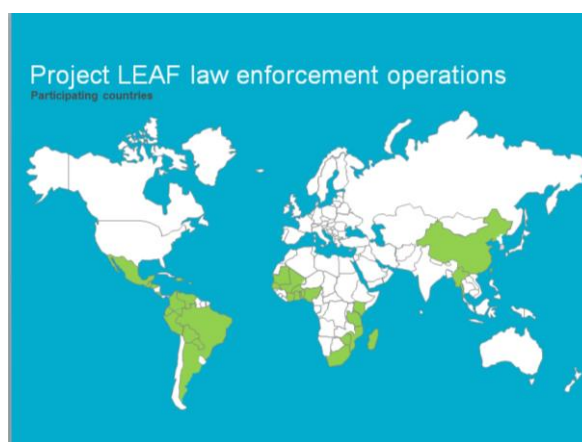 Project LEAF law enforcement operations
Participating countries